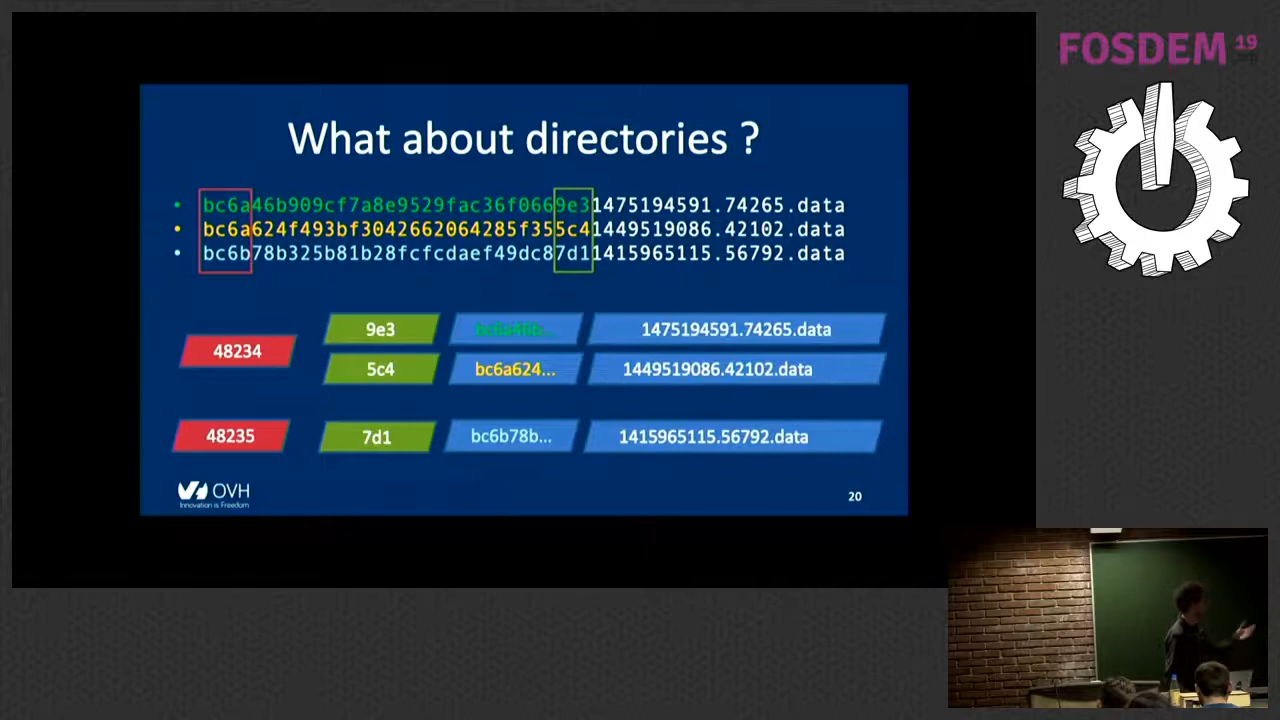 FOSDEM 19
What about directories ?
• bc6a46b909cf7a8e9529fac36f0669e31475194591.74265.data
• bc6a624f493bf3042662064285f355c41449519086.42102.data
• bc6b78b325b81b28fcfcdaef49dc87d11415965115.56792.data
48234
9e3 bc6a46b... 1475194591.74265.data
5c4 bc6a624... 1449519086.42102.data
48235 7d1 bc6b78b... 1415965115.56792.data
OVH
Innovation is Freedom
20